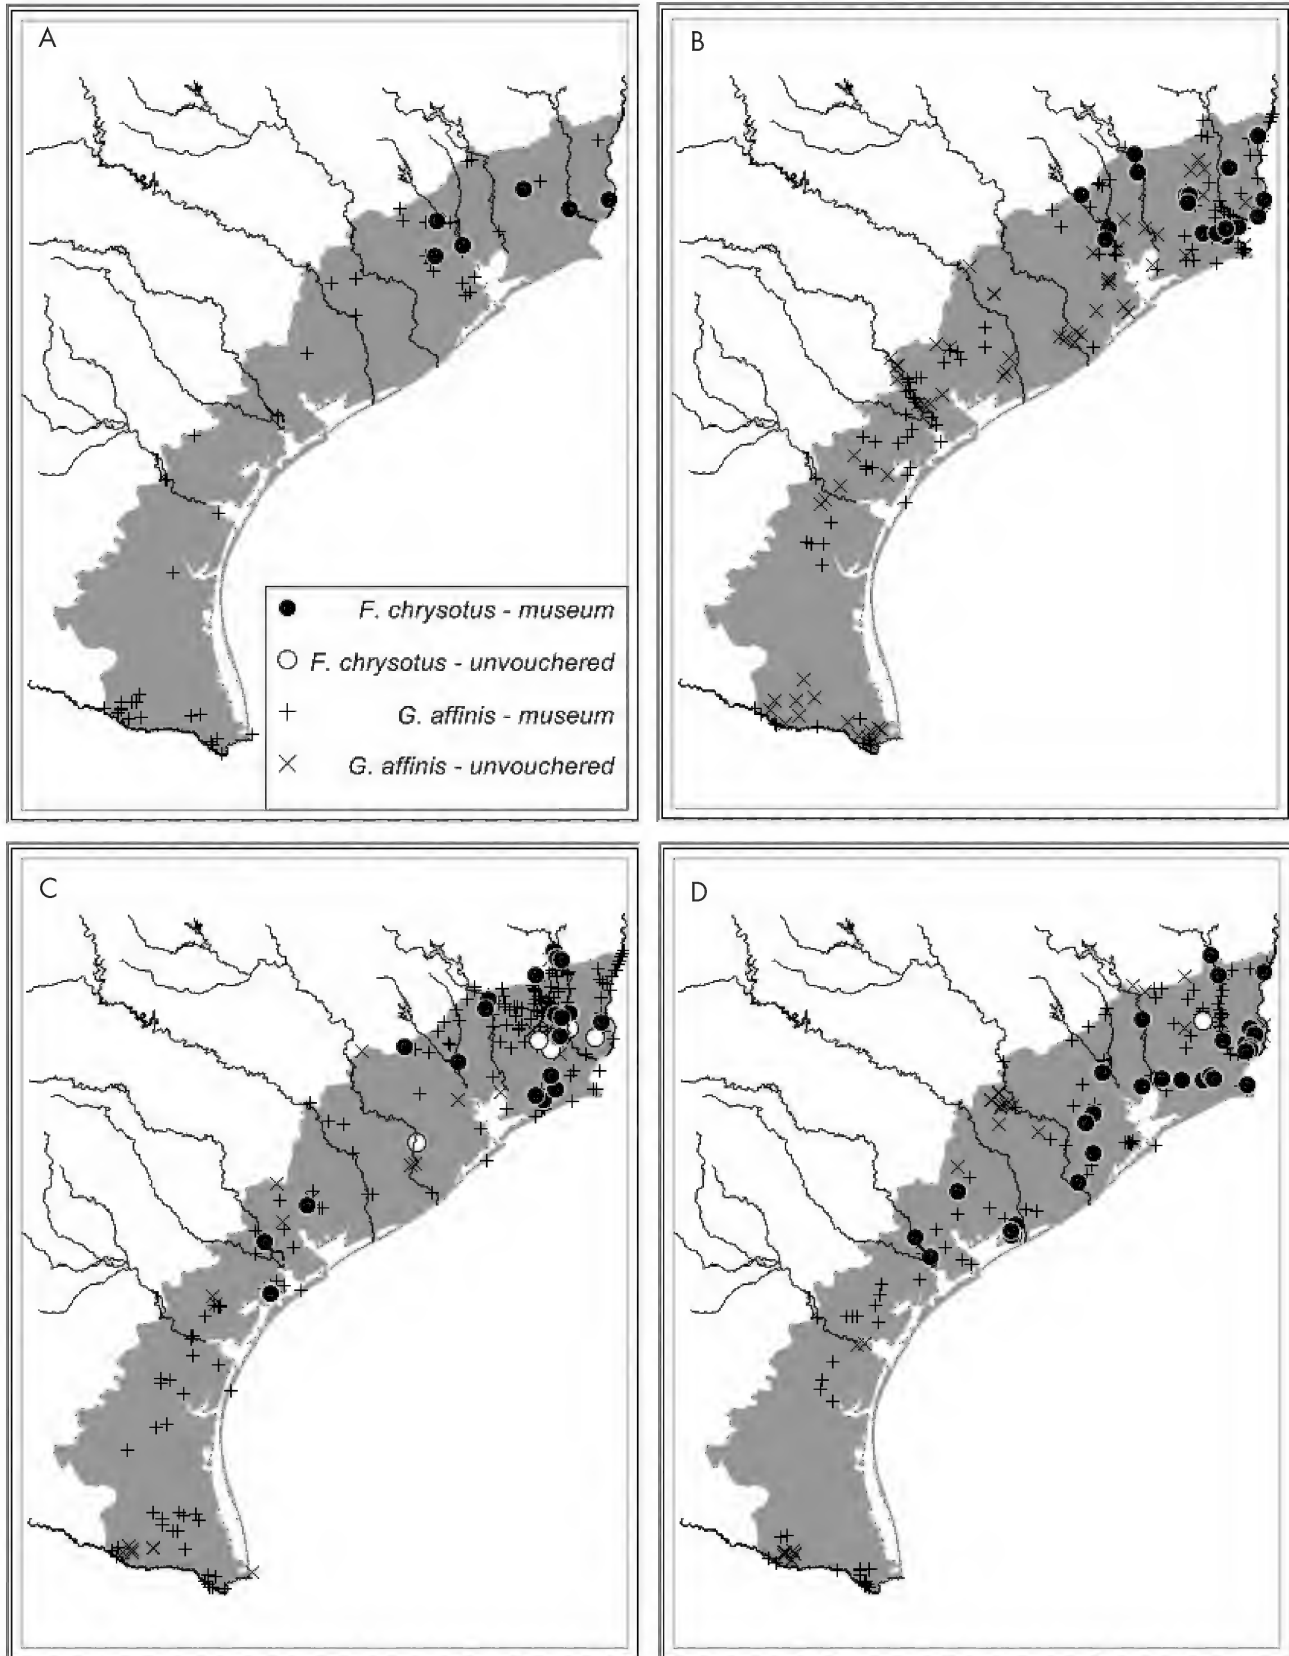 A
B
F. chrysotus - museum
F. chrysotus - unvouchered
G. affinis - museum
G. affinis - unvouchered
C
D